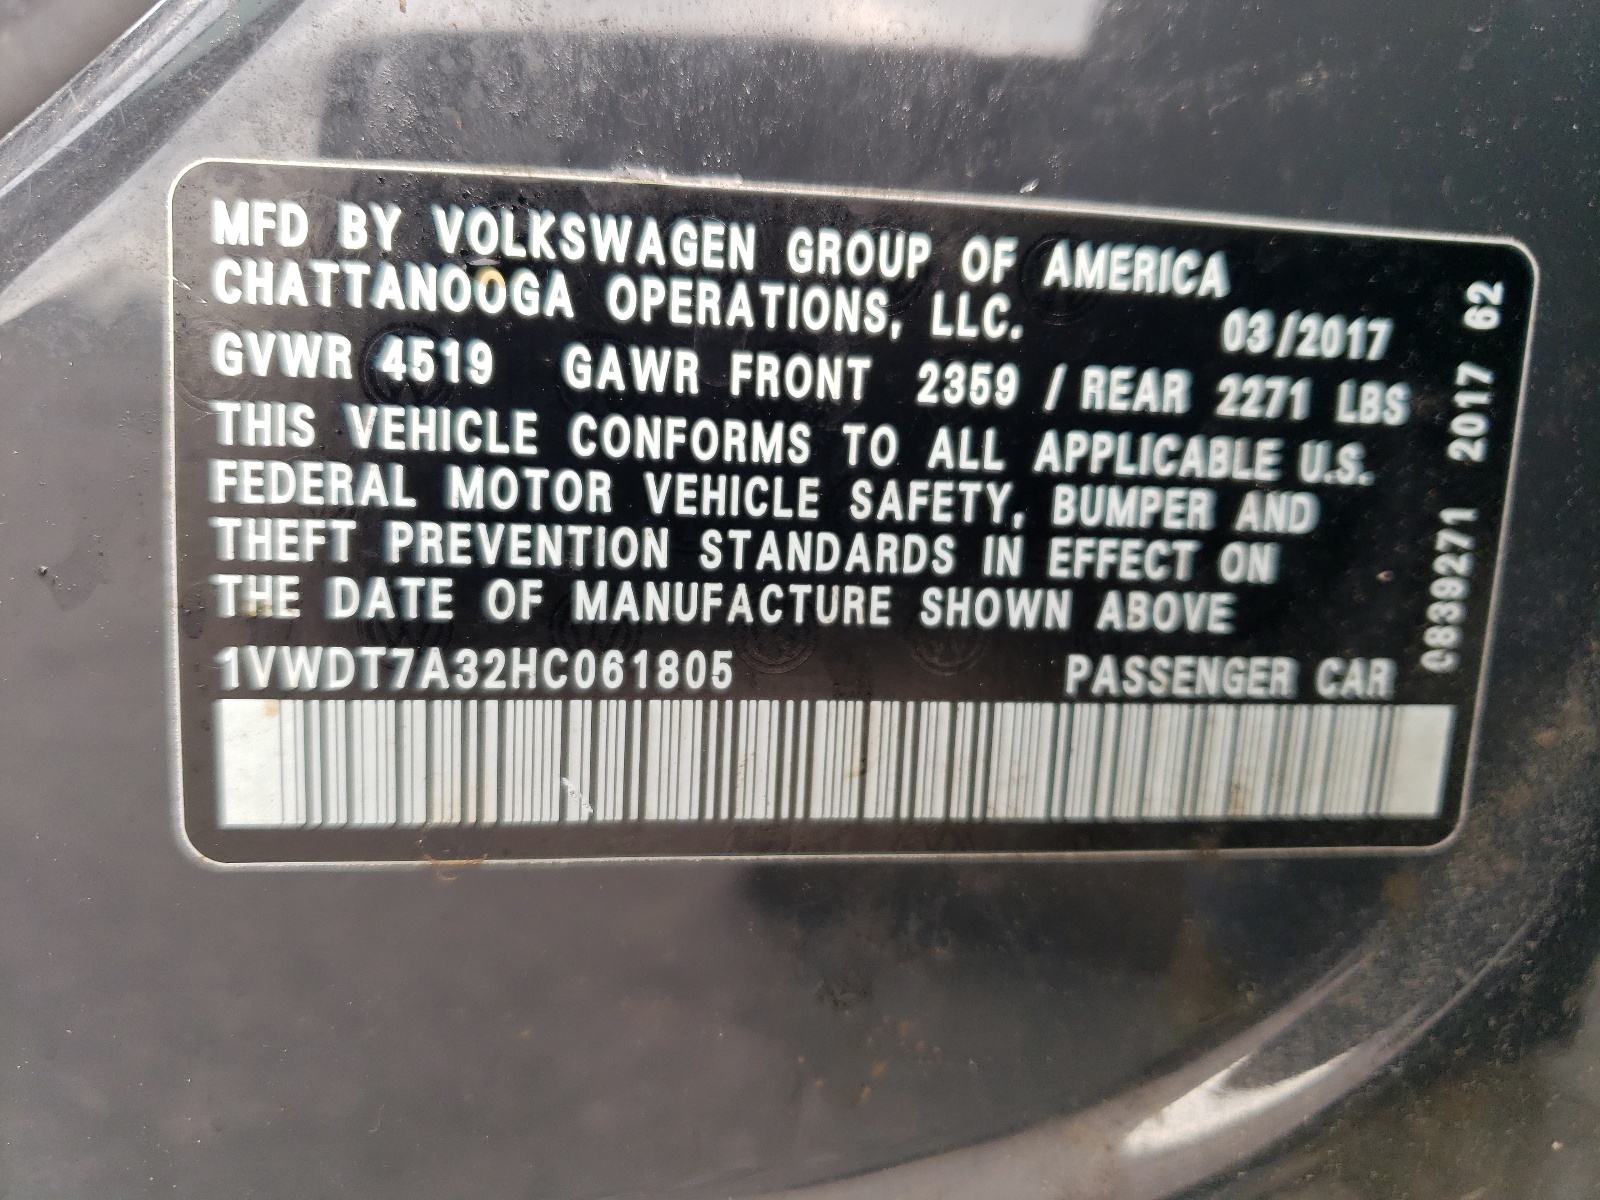 MFD BY VOLKSWAGEN GROUP OF AMERICA
CHATTANOOGA OPERATIONS, LLC.
03/2017
GVWR 4519 GAWR FRONT 2359 / REAR 2271 LBS
THIS VEHICLE CONFORMS TO ALL APPLICABLE U.S.
FEDERAL MOTOR VEHICLE SAFETY, BUMPER AND
THEFT PREVENTION STANDARDS IN EFFECT ON
THE DATE OF MANUFACTURE SHOWN ABOVE
1VWDT7A32HC061805 PASSENGER CAR
C839271 2017 62